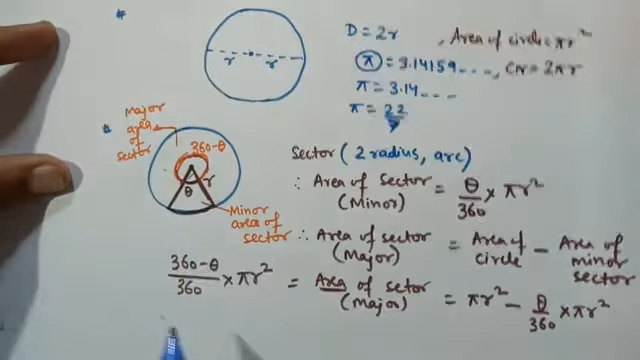 D = 2r
, Area of circle = πr²
r r
π = 3.14159...., CN = 2πr
π = 3.14...
π = 22/7
Major area of sector
360-θ
r
θ
Minor area of sector
Sector (2 radius, arc)
∴ Area of sector (Minor) = θ/360 × πr²
∴ Area of sector (Major) = Area of circle - Area of minor sector
360-θ/360 × πr² = Area of sector (Major) = πr² - θ/360 × πr²